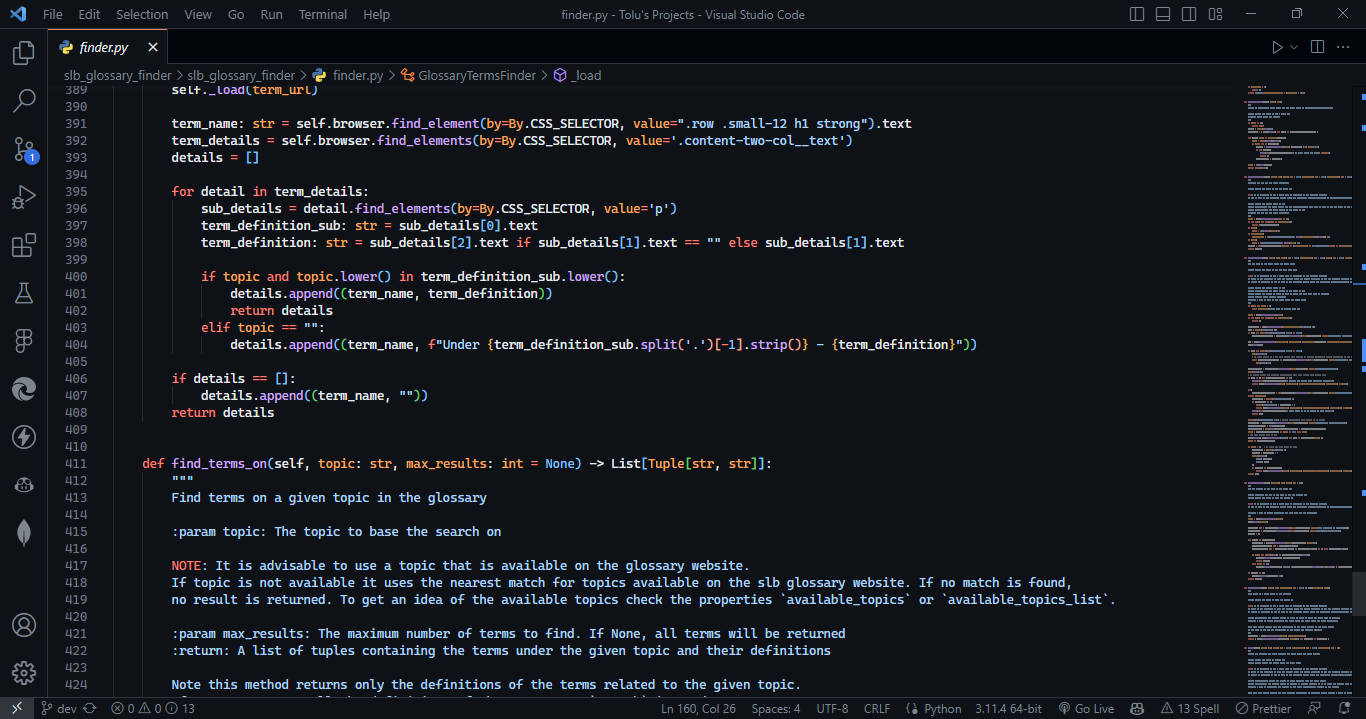 File Edit Selection View Go Run Terminal Help
finder.py - Tolu's Projects - Visual Studio Code
finder.py
slb_glossary_finder > slb_glossary_finder > finder.py > GlossaryTermsFinder > _load
389 self._load(term_url)
390
391 term_name: str = self.browser.find_element(by=By.CSS_SELECTOR, value=".row .small-12 h1 strong").text
392 term_details = self.browser.find_elements(by=By.CSS_SELECTOR, value='.content-two-col__text')
393 details = []
394
395 for detail in term_details:
396 sub_details = detail.find_elements(by=By.CSS_SELECTOR, value='p')
397 term_definition_sub: str = sub_details[0].text
398 term_definition: str = sub_details[2].text if sub_details[1].text == "" else sub_details[1].text
399
400 if topic and topic.lower() in term_definition_sub.lower():
401 details.append((term_name, term_definition))
402 return details
403 elif topic == "":
404 details.append((term_name, f"Under {term_definition_sub.split('.')[-1].strip()} - {term_definition}"))
405
406 if details == []:
407 details.append((term_name, ""))
408 return details
409
410
411 def find_terms_on(self, topic: str, max_results: int = None) -> List[Tuple[str, str]]:
412 """
413 Find terms on a given topic in the glossary
414
415 :param topic: The topic to base the search on
416
417 NOTE: It is advisable to use a topic that is available on the glossary website.
418 If topic is not available it uses the nearest match for topics available on the slb glossary website. If no match is found,
419 no result is returned. To get an idea of the available topics check the properties `available_topics` or `available_topics_list`.
420
421 :param max_results: The maximum number of terms to find. If None, all terms will be returned
422 :return: A list of tuples containing the terms under the given topic and their definitions
423
424 Note this method returns only the definitions of the terms related to the given topic.
1
dev 0 0 13 Ln 160, Col 26 Spaces: 4 UTF-8 CRLF Python 3.11.4 64-bit Go Live 13 Spell Prettier